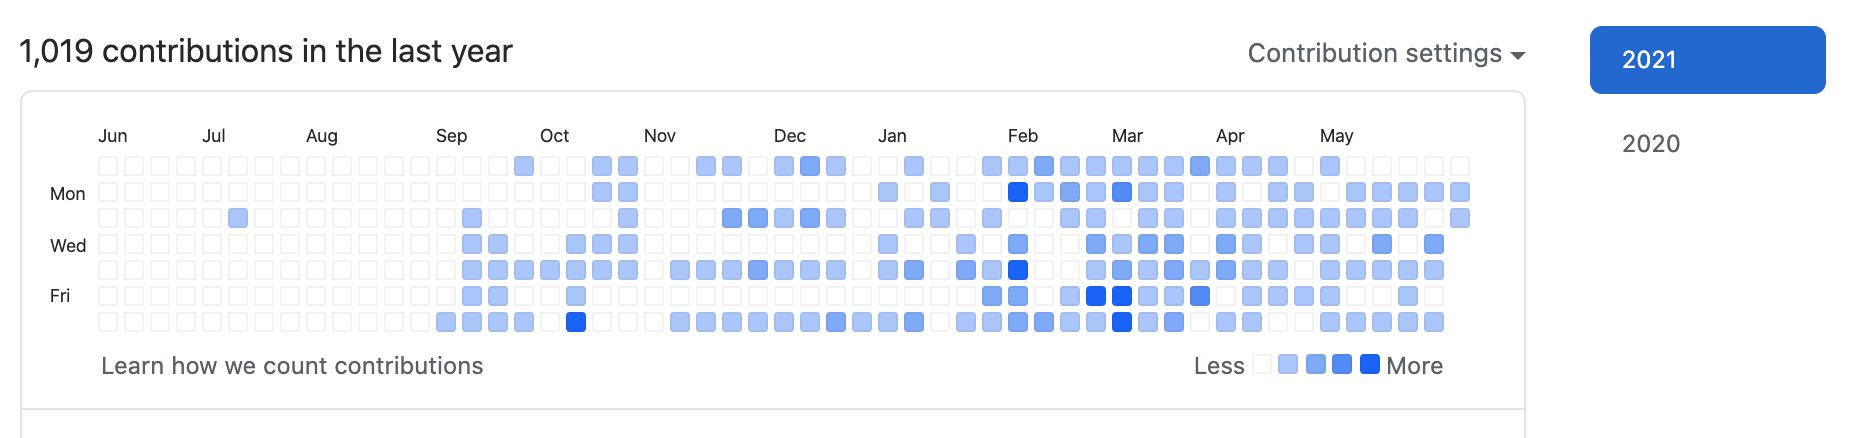 1,019 contributions in the last year
Contribution settings
2021
2020
Jun Jul Aug Sep Oct Nov Dec Jan Feb Mar Apr May
Mon
Wed
Fri
Learn how we count contributions
Less More